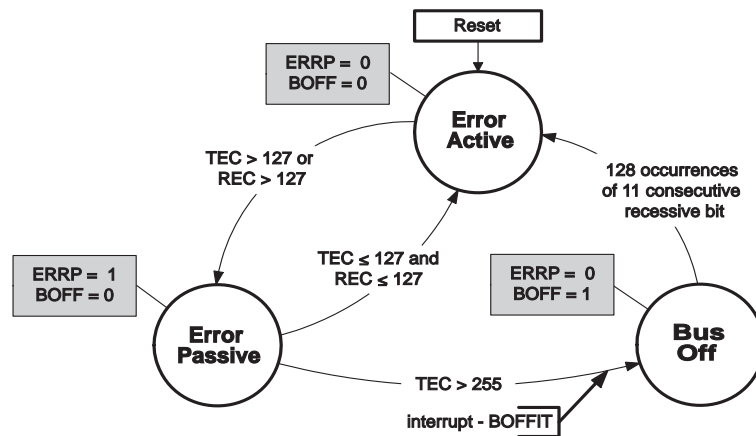 Reset
ERRP = 0
BOFF = 0
Error
Active
TEC > 127 or
REC > 127
128 occurrences
of 11 consecutive
recessive bit
TEC ≤ 127 and
REC ≤ 127
ERRP = 1
BOFF = 0
ERRP = 0
BOFF = 1
Error
Passive
Bus
Off
TEC > 255
interrupt - BOFFIT